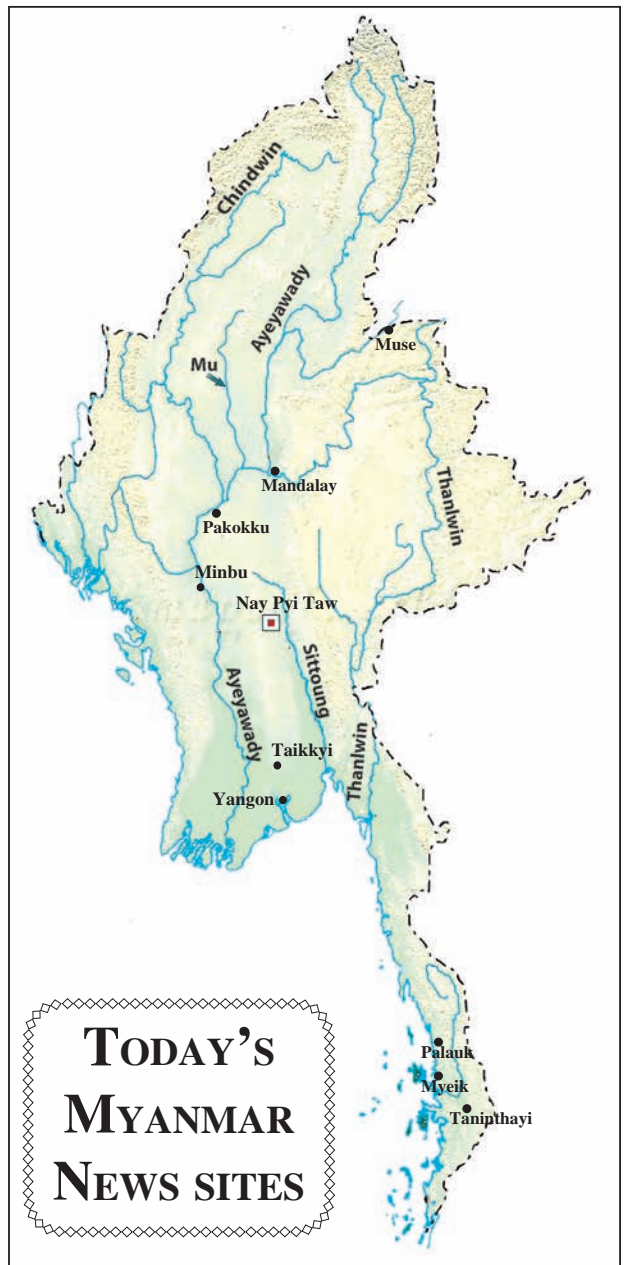 Chindwin
Ayeyawady
Muse
Mu
Mandalay
Thanlwin
Pakokku
Minbu
Nay Pyi Taw
Sittoung
Ayeyawady
Thanlwin
Taikkyi
Yangon
Palauk
Myeik
Taninthayi
TODAY'S
MYANMAR
NEWS SITES